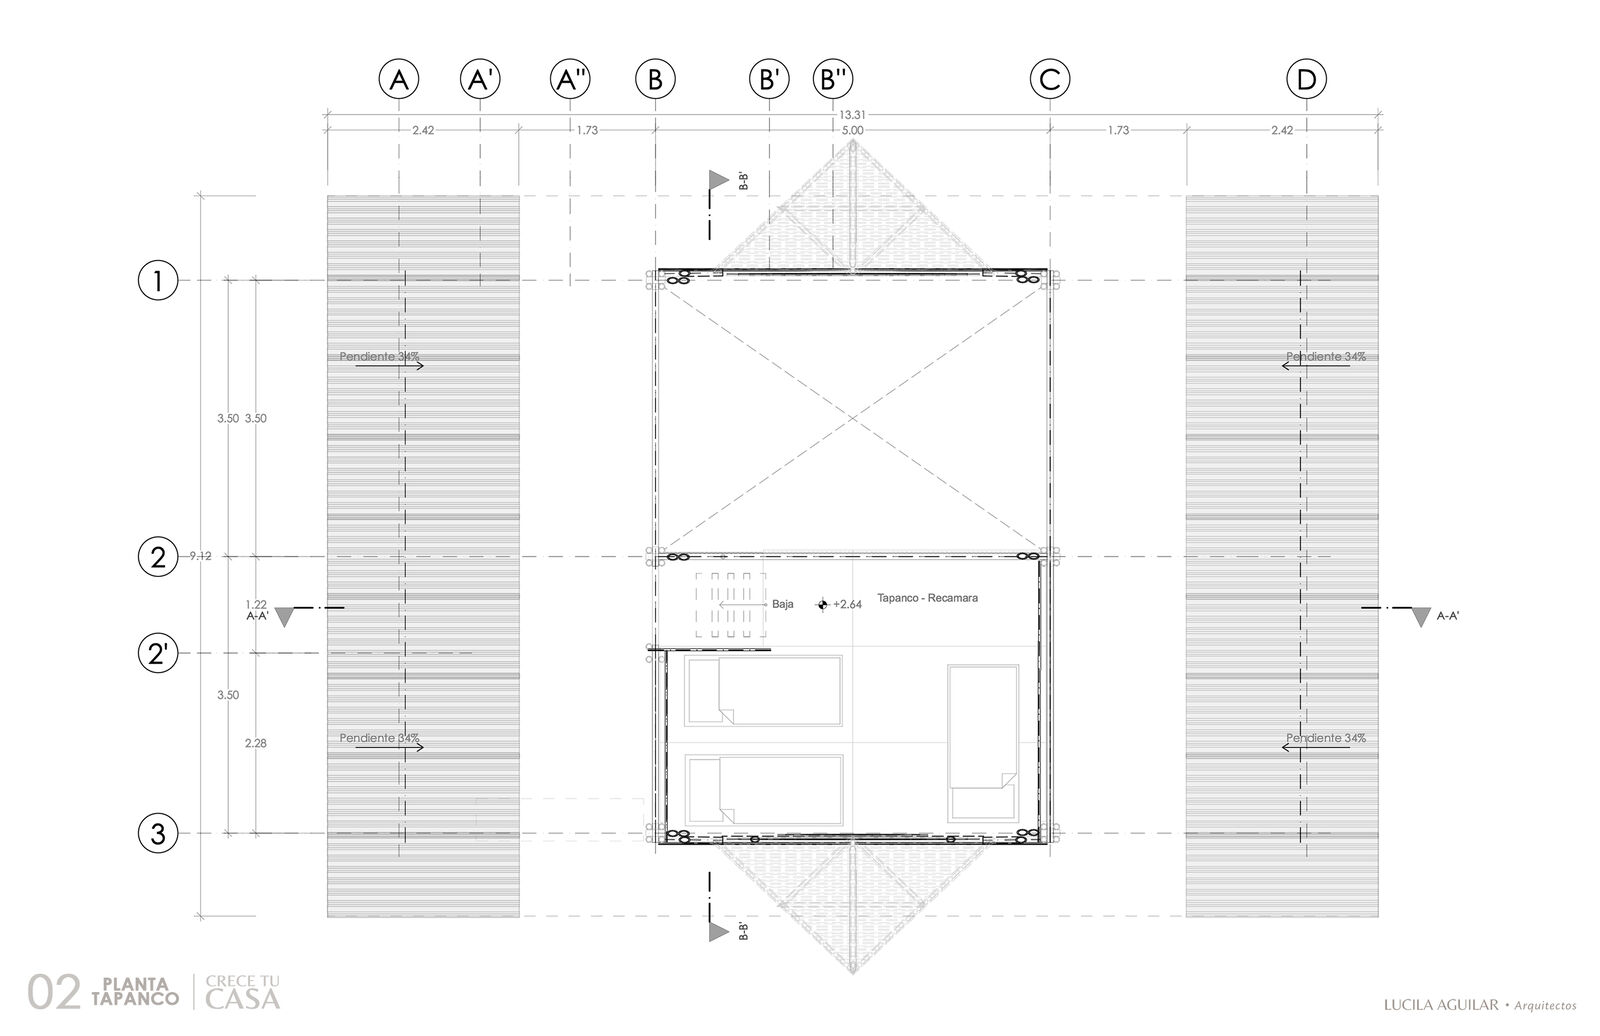 A A' A" B B' B" C D
13.31
2.42 1.73 5.00 1.73 2.42
B-B'
1
Pendiente 34% Pendiente 34%
3.50 3.50
2 9.12
1.22 Baja +2.64 Tapanco - Recamara
A-A' A-A'
2'
3.50
Pendiente 34% Pendiente 34%
2.28
3
B-B'
02 PLANTA TAPANCO
CRECE TU CASA
LUCILA AGUILAR • Arquitectos